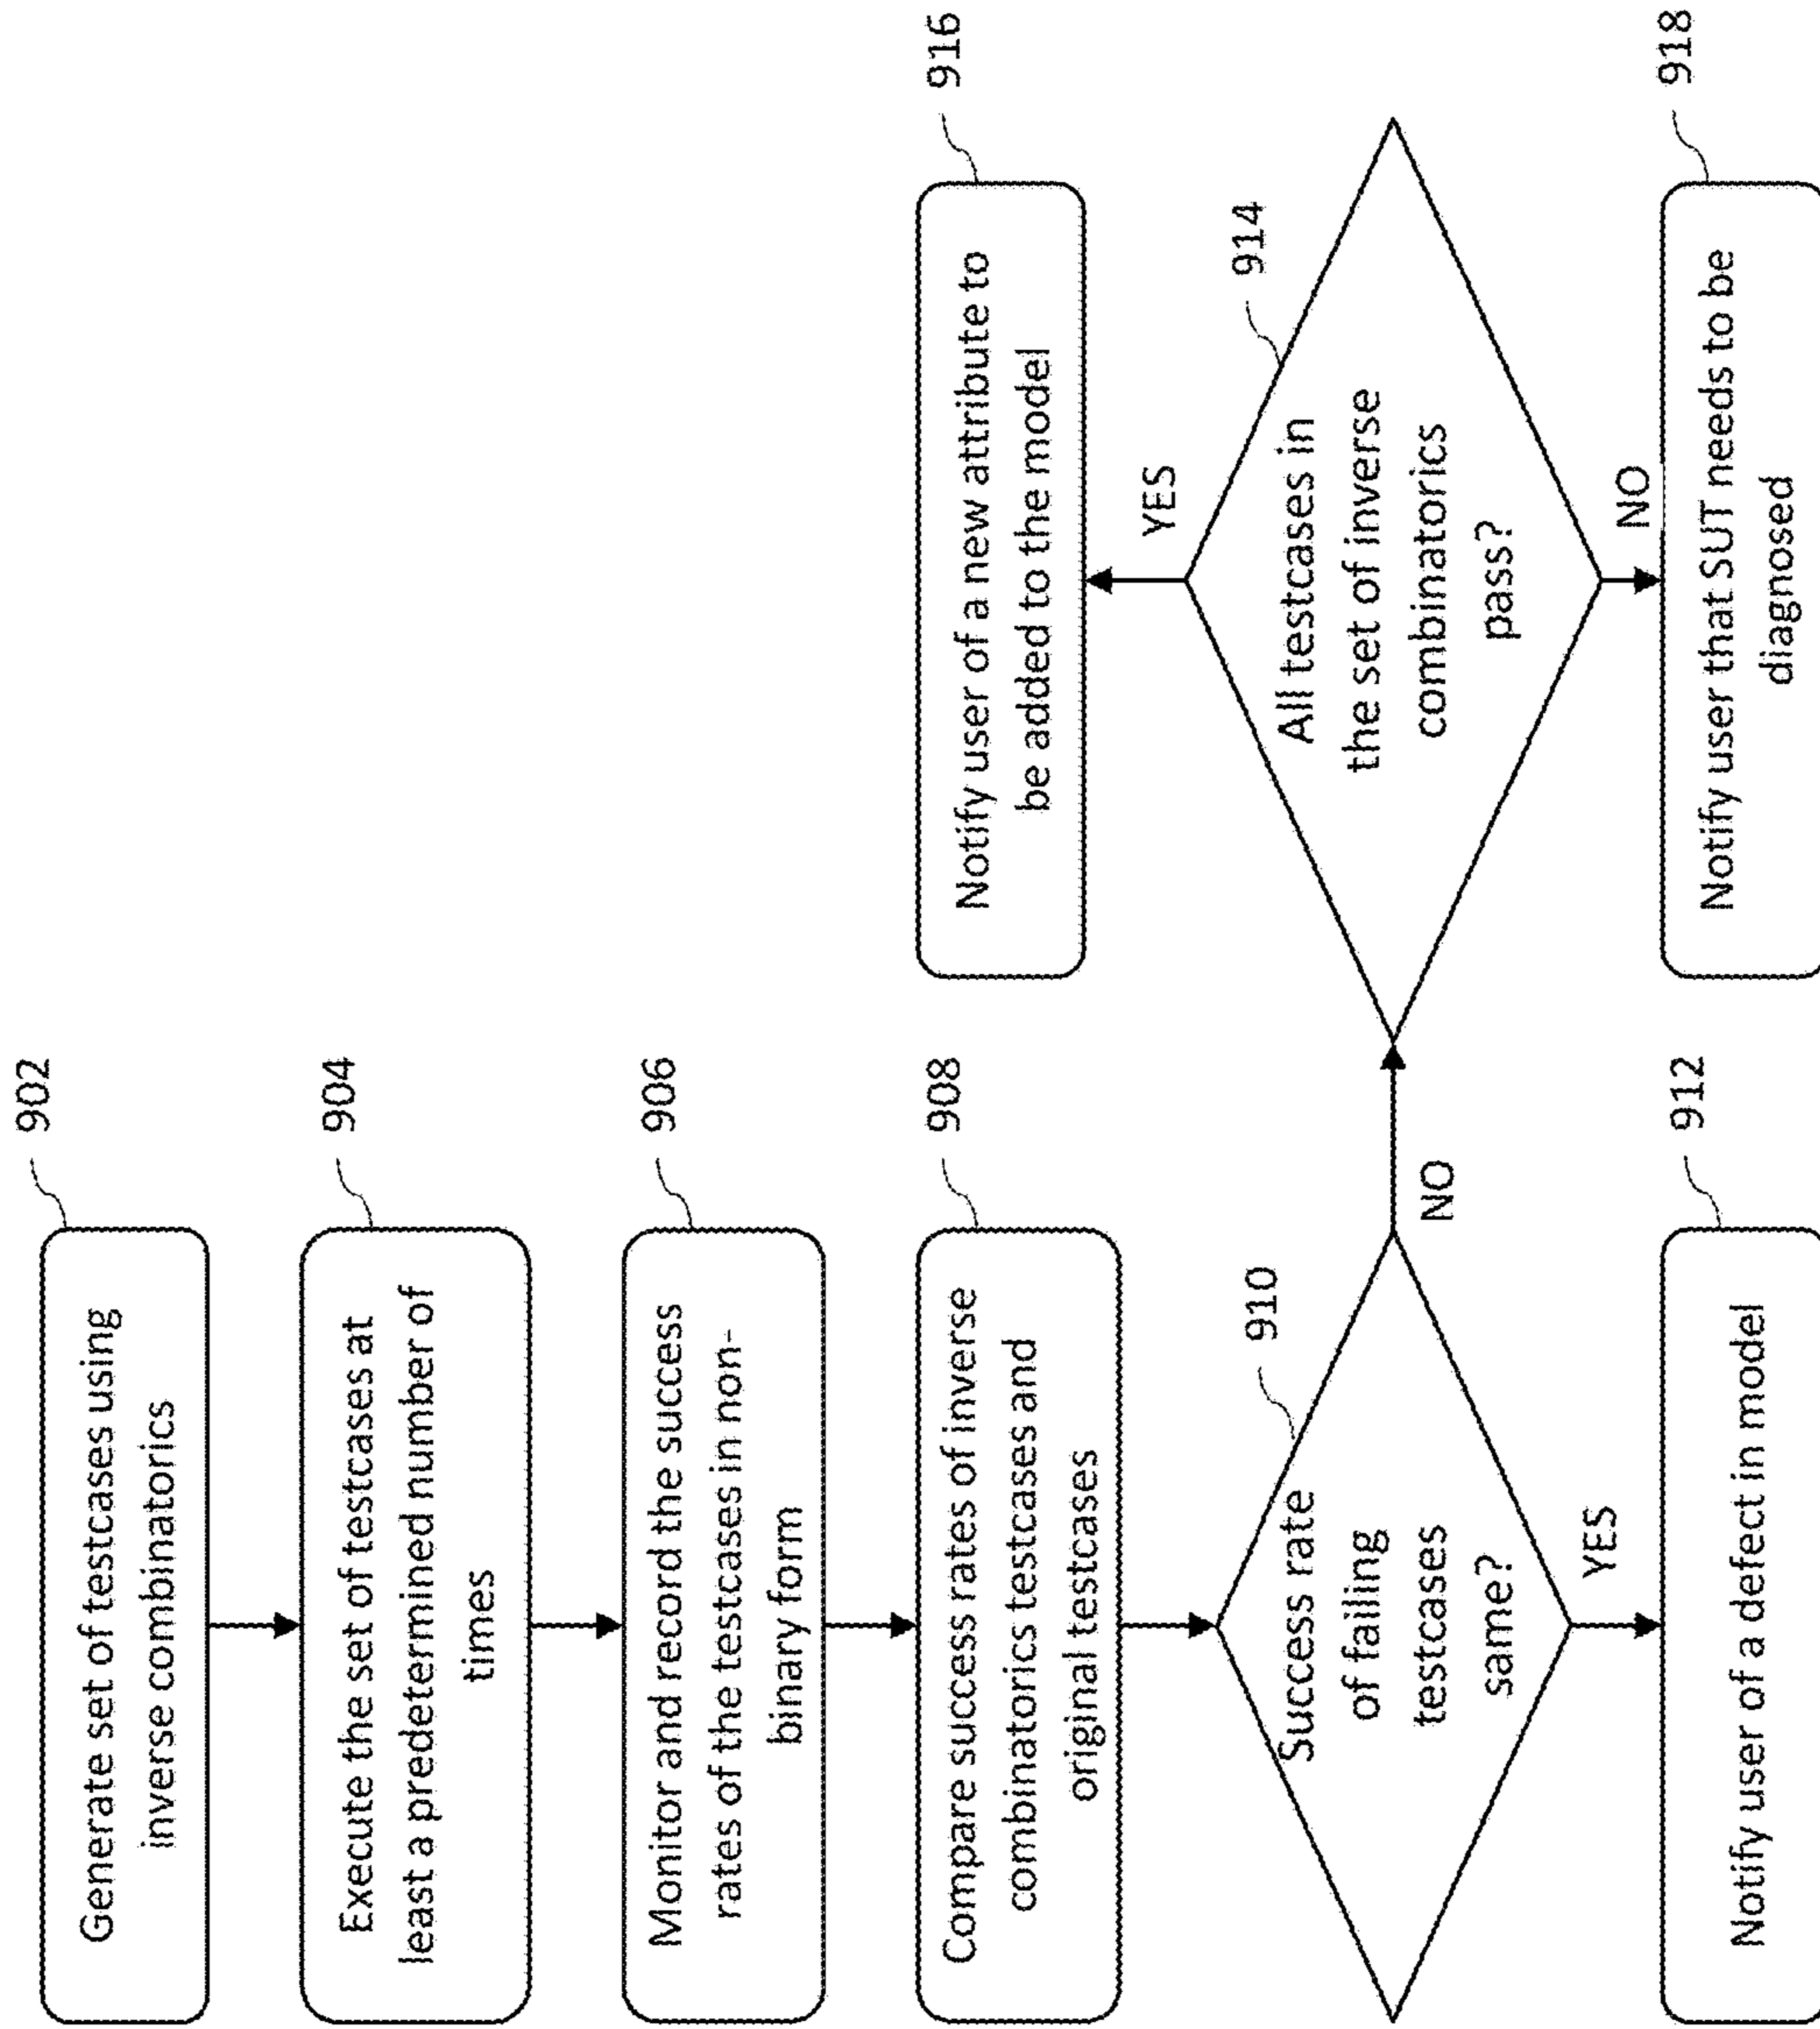 902
Generate set of testcases using
inverse combinatorics
904
Execute the set of testcases at
least a predetermined number of
times
906
Monitor and record the success
rates of the testcases in non-
binary form
908
Compare success rates of inverse
combinatorics testcases and
original testcases
910
Success rate
of failing
testcases
same?
NO
YES
912
Notify user of a defect in model
914
All testcases in
the set of inverse
combinatorics
pass?
YES
916
Notify user of a new attribute to
be added to the model
NO
918
Notify user that SUT needs to be
diagnosed